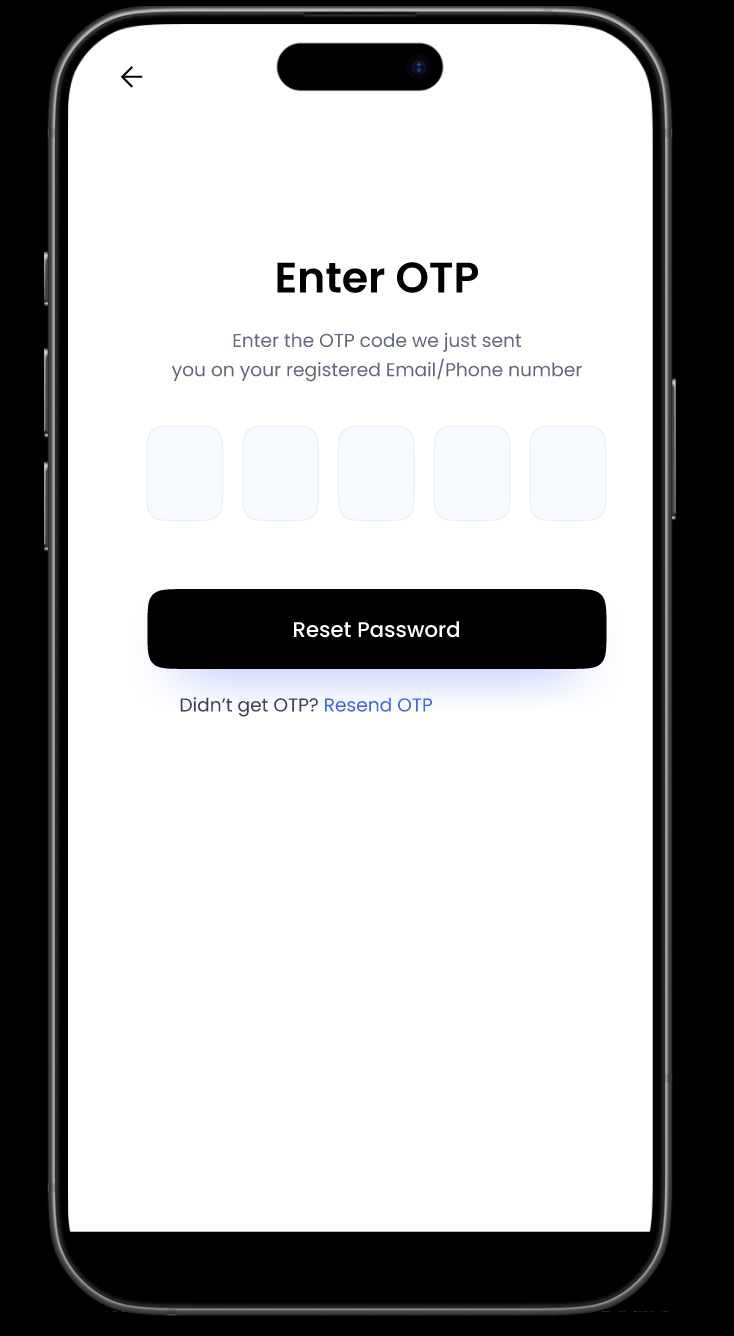 Enter OTP
Enter the OTP code we just sent
you on your registered Email/Phone number
Reset Password
Didn’t get OTP? Resend OTP